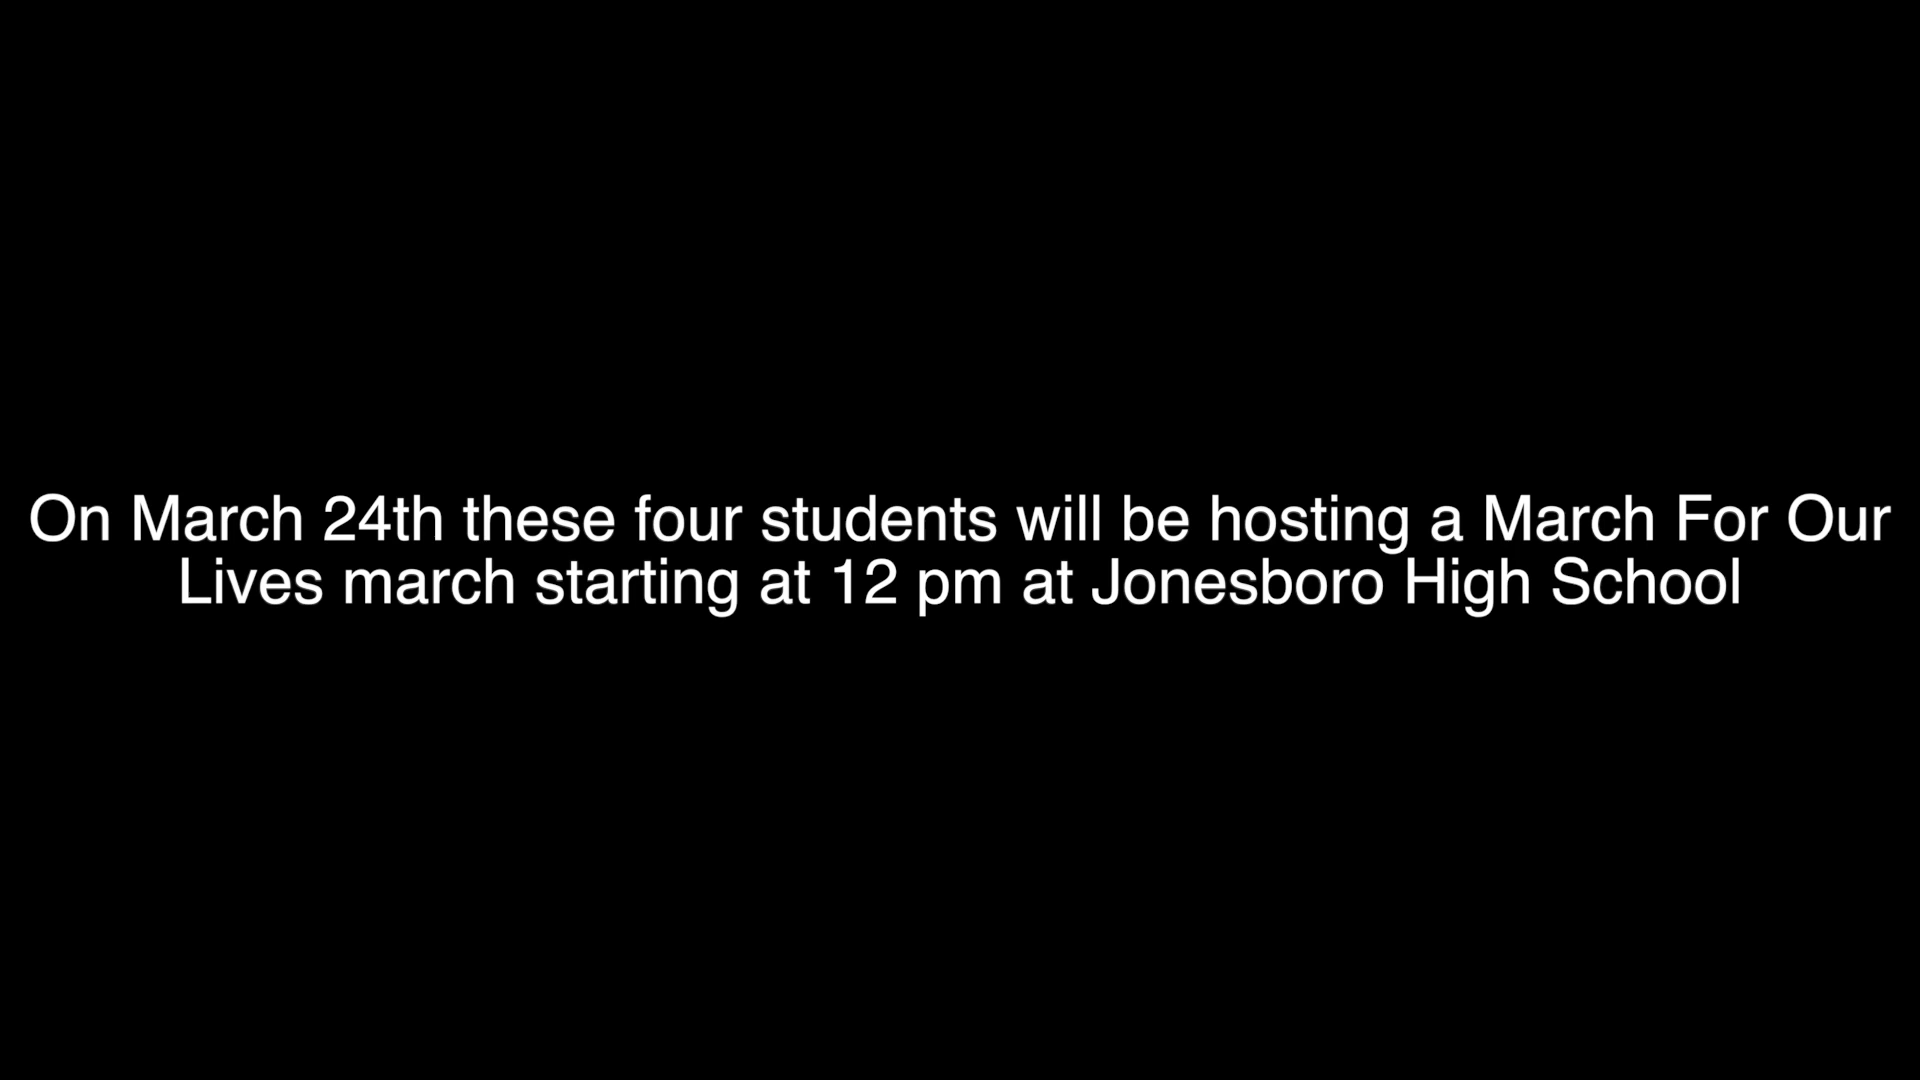 On March 24th these four students will be hosting a March For Our
Lives march starting at 12 pm at Jonesboro High School